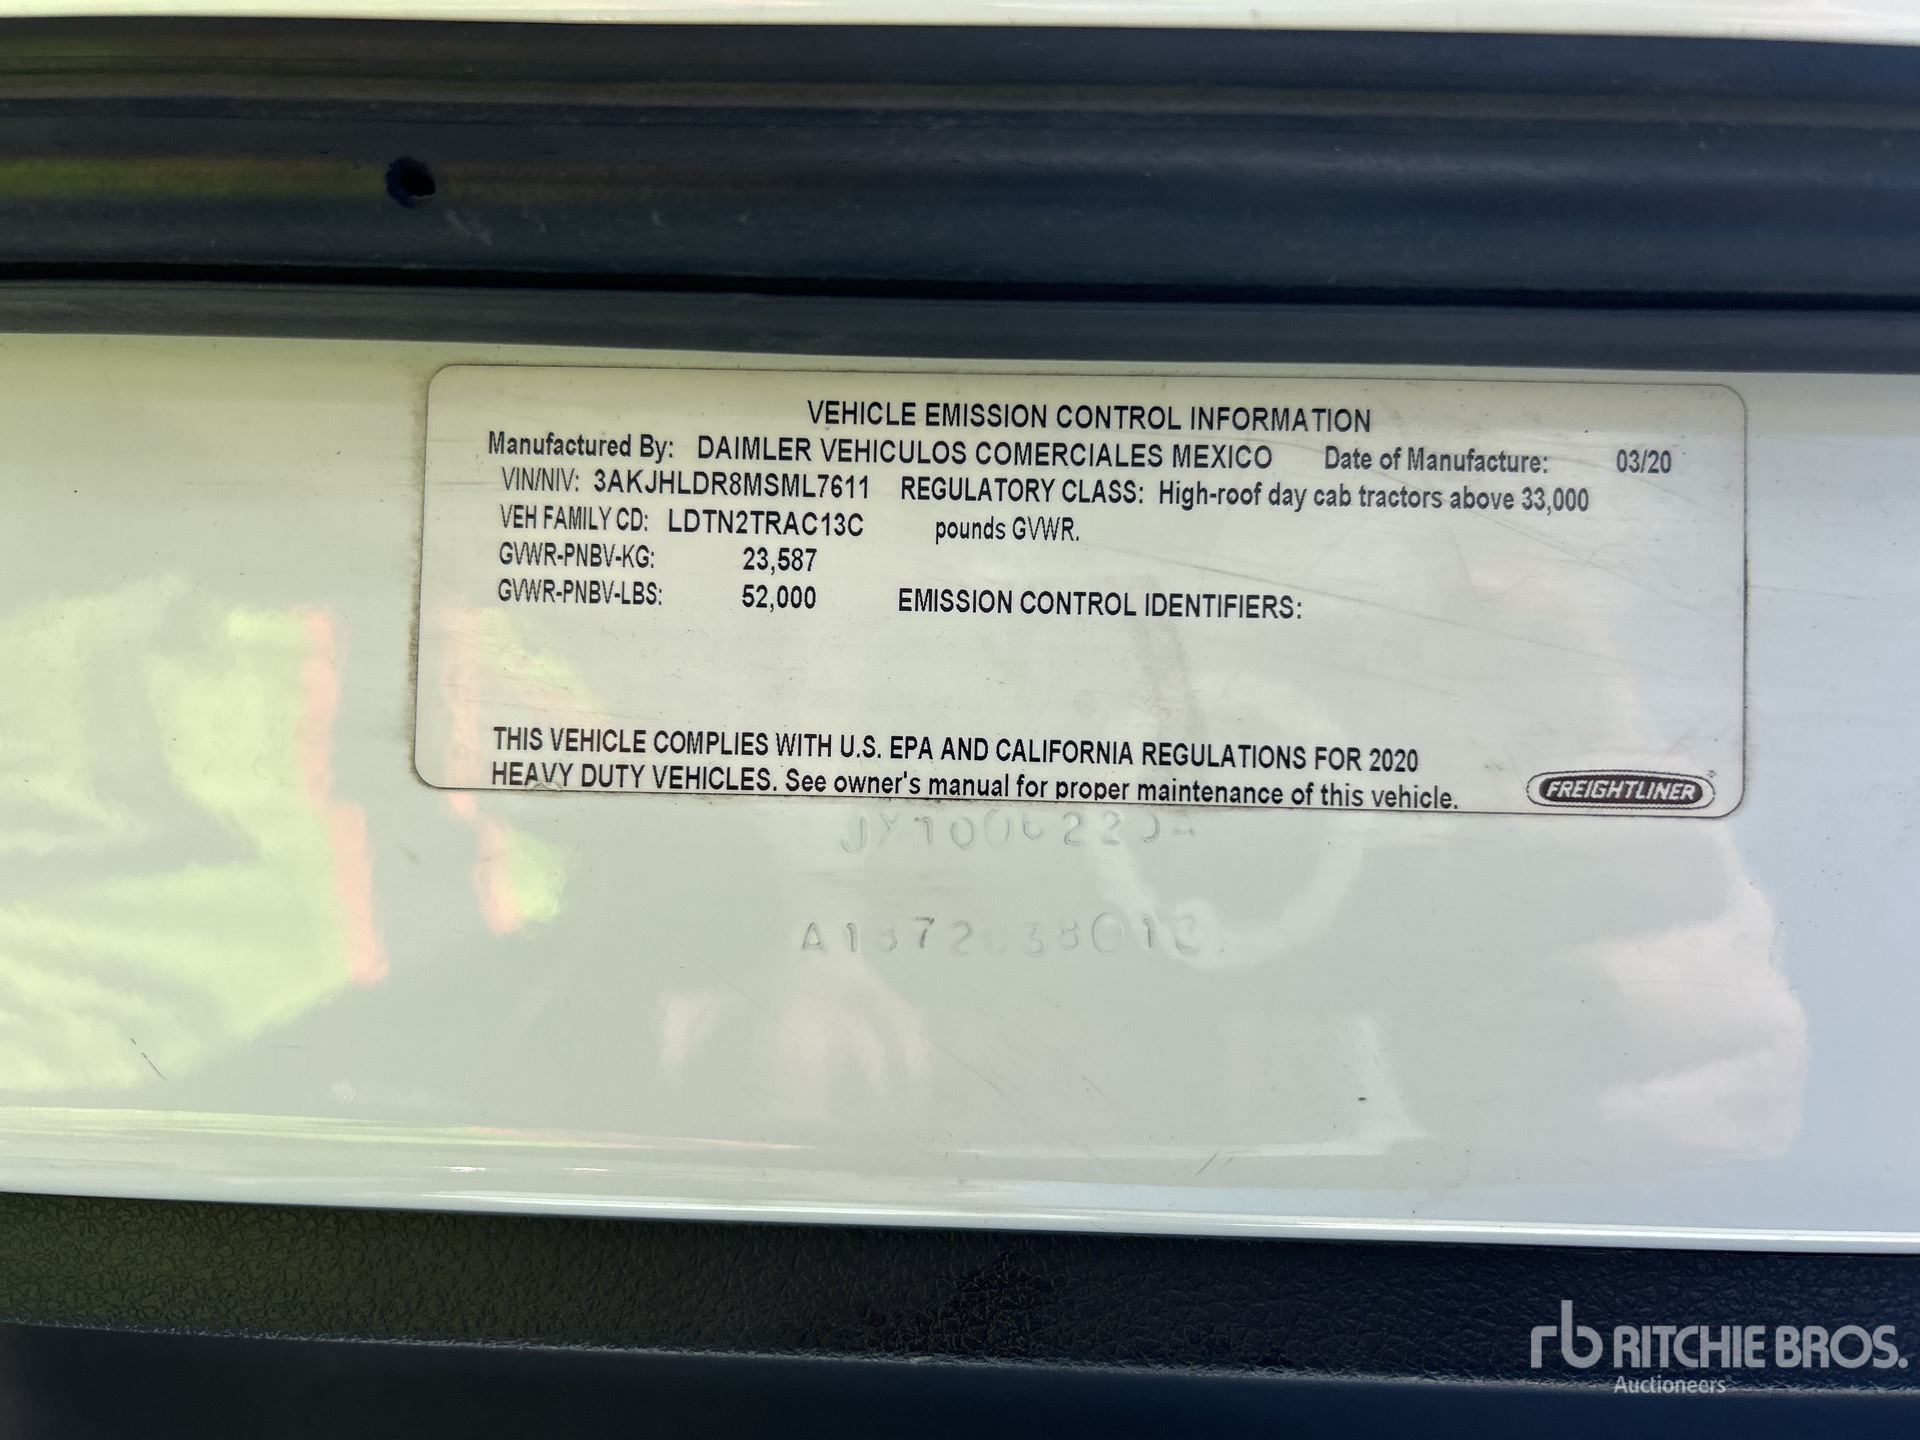 VEHICLE EMISSION CONTROL INFORMATION
Manufactured By: DAIMLER VEHICULOS COMERCIALES MEXICO Date of Manufacture: 03/20
VIN/NIV: 3AKJHLDR8MSML7611 REGULATORY CLASS: High-roof day cab tractors above 33,000
VEH FAMILY CD: LDTN2TRAC13C pounds GVWR.
GVWR-PNBV-KG: 23,587
GVWR-PNBV-LBS: 52,000 EMISSION CONTROL IDENTIFIERS:
THIS VEHICLE COMPLIES WITH U.S. EPA AND CALIFORNIA REGULATIONS FOR 2020
HEAVY DUTY VEHICLES. See owner's manual for proper maintenance of this vehicle.
FREIGHTLINER
rb RITCHIE BROS.
Auctioneers